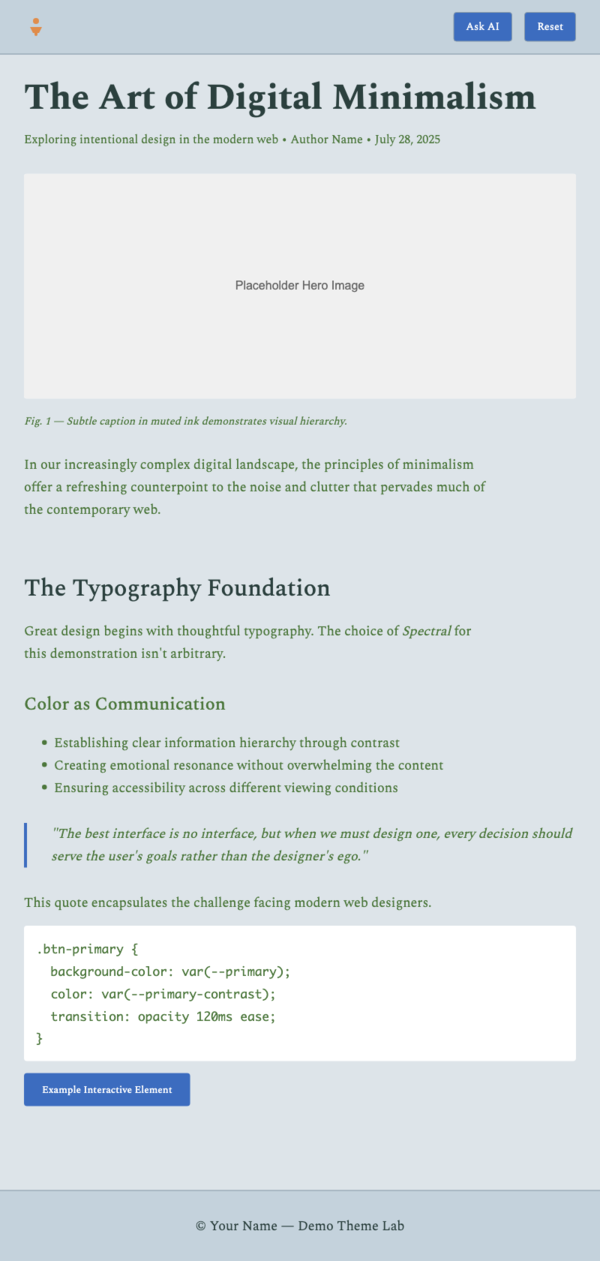 Ask AI
Reset
The Art of Digital Minimalism
Exploring intentional design in the modern web • Author Name • July 28, 2025
Placeholder Hero Image
Fig. 1 — Subtle caption in muted ink demonstrates visual hierarchy.
In our increasingly complex digital landscape, the principles of minimalism
offer a refreshing counterpoint to the noise and clutter that pervades much of
the contemporary web.
The Typography Foundation
Great design begins with thoughtful typography. The choice of Spectral for
this demonstration isn't arbitrary.
Color as Communication
• Establishing clear information hierarchy through contrast
• Creating emotional resonance without overwhelming the content
• Ensuring accessibility across different viewing conditions
"The best interface is no interface, but when we must design one, every decision should
serve the user's goals rather than the designer's ego."
This quote encapsulates the challenge facing modern web designers.
.btn-primary {
  background-color: var(--primary);
  color: var(--primary-contrast);
  transition: opacity 120ms ease;
}
Example Interactive Element
© Your Name — Demo Theme Lab